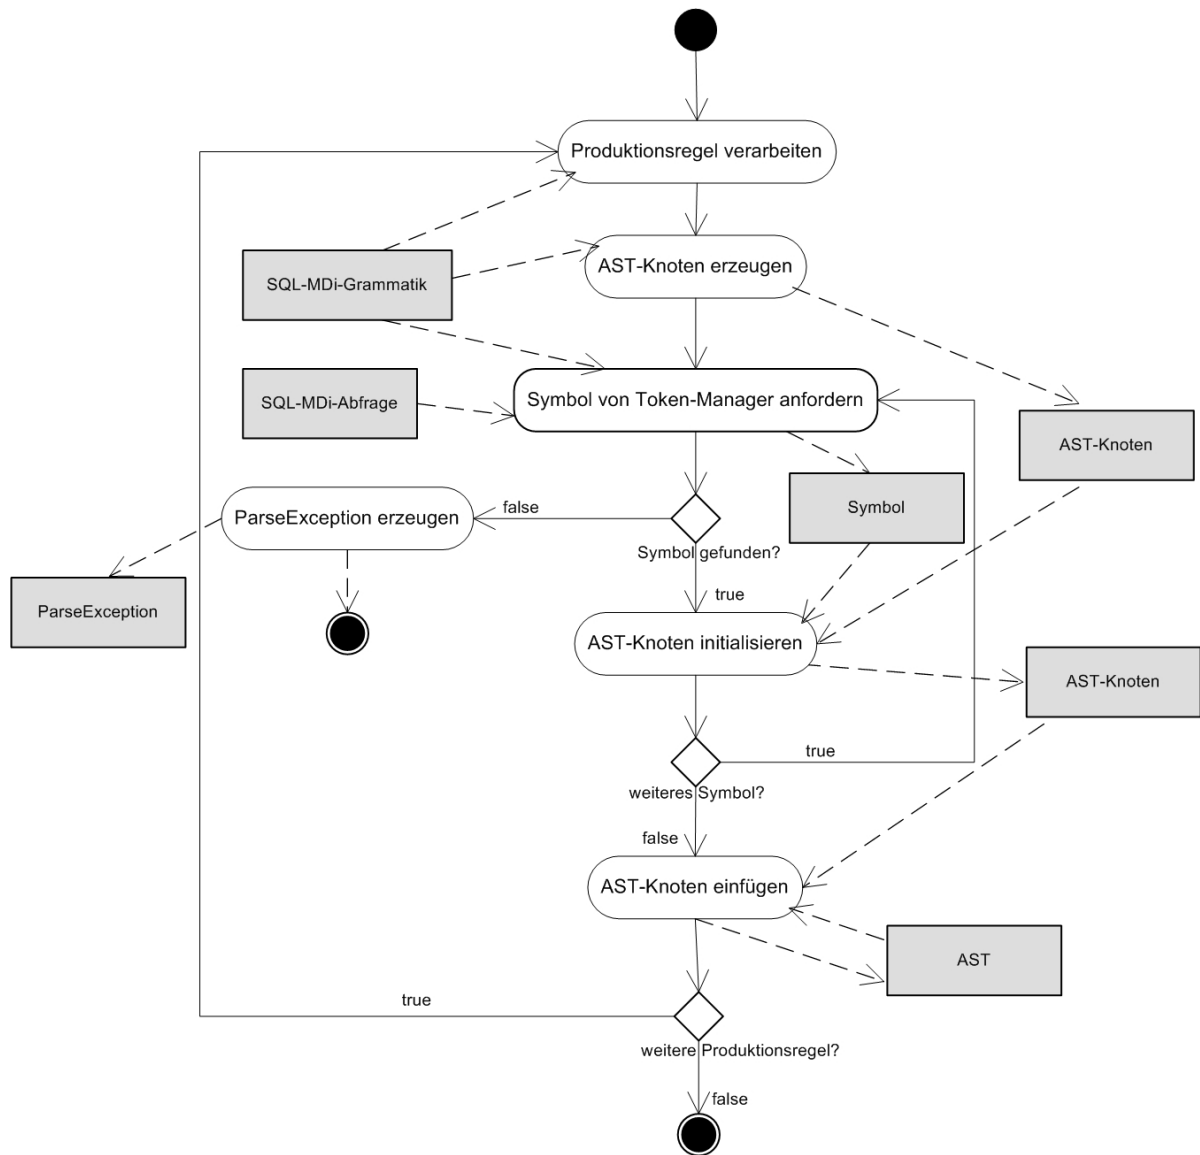 Produktionsregel verarbeiten
AST-Knoten erzeugen
SQL-MDi-Grammatik
SQL-MDi-Abfrage
Symbol von Token-Manager anfordern
AST-Knoten
Symbol
false
ParseException erzeugen
Symbol gefunden?
true
ParseException
AST-Knoten initialisieren
AST-Knoten
true
weiteres Symbol?
false
AST-Knoten einfügen
AST
true
weitere Produktionsregel?
false